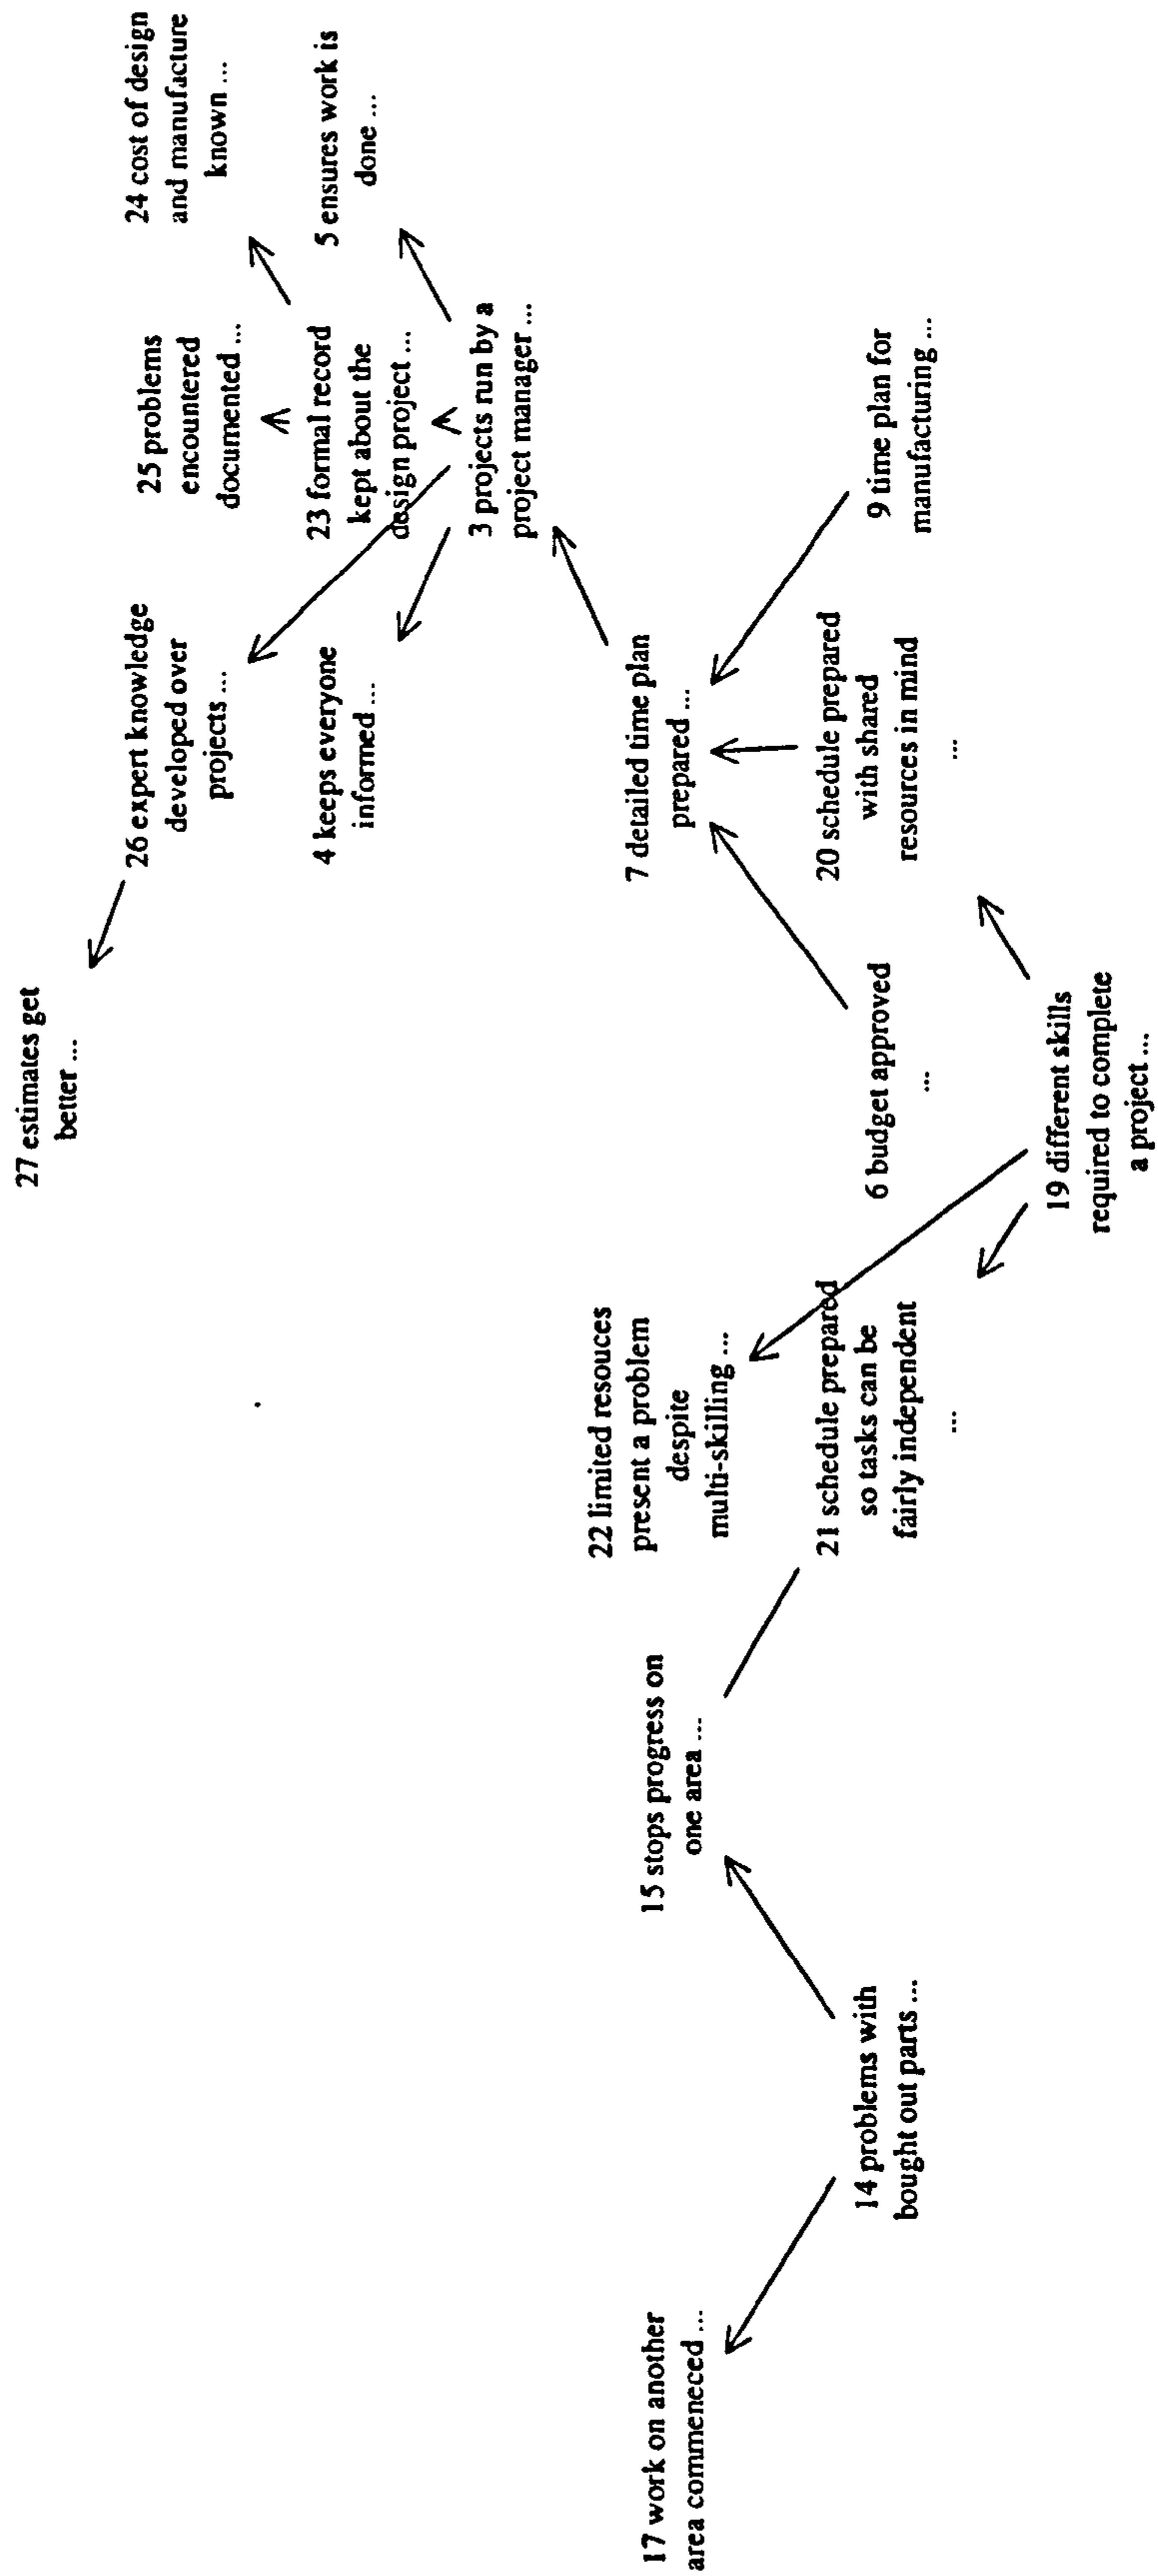 27 estimates get
better ...
26 expert knowledge
developed over
projects ...
25 problems
encountered
documented ...
24 cost of design
and manufacture
known ...
4 keeps everyone
informed ...
23 formal record
kept about the
design project ...
5 ensures work is
done ...
3 projects run by a
project manager ...
22 limited resouces
present a problem
despite
multi-skilling ...
17 work on another
area commeneced ...
15 stops progress on
one area ...
7 detailed time plan
prepared ...
21 schedule prepared
so tasks can be
fairly independent
...
20 schedule prepared
with shared
resources in mind
...
14 problems with
bought out parts ...
6 budget approved
...
9 time plan for
manufacturing ...
19 different skills
required to complete
a project ...